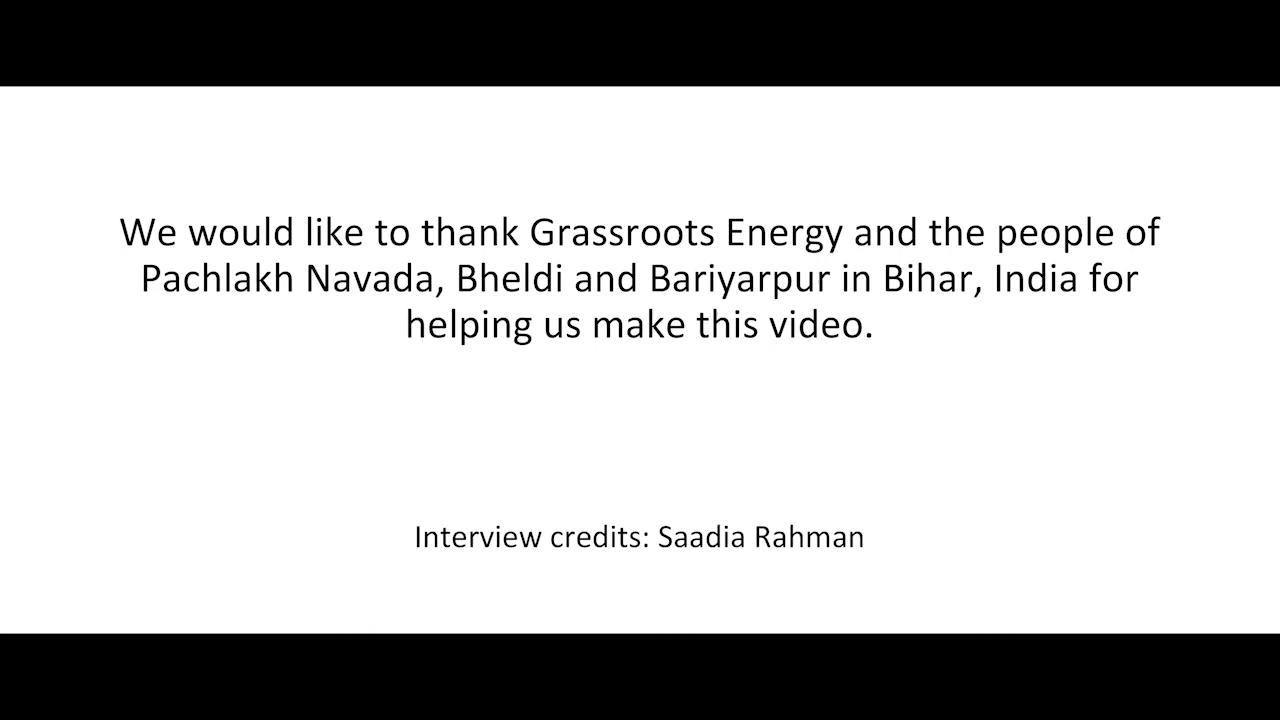 We would like to thank Grassroots Energy and the people of
Pachlakh Navada, Bheldi and Bariyarpur in Bihar, India for
helping us make this video.
Interview credits: Saadia Rahman